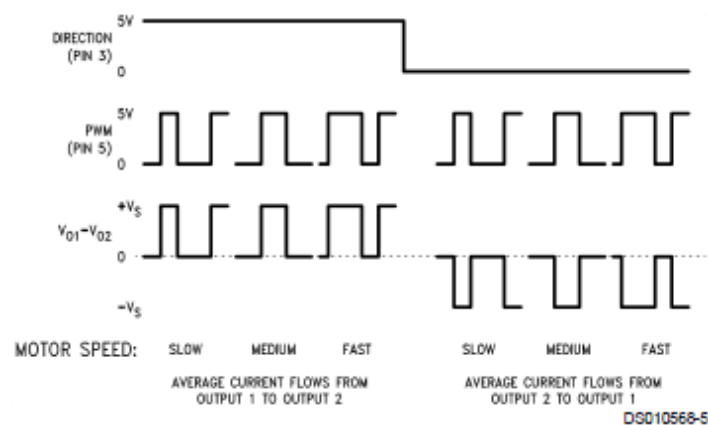 DIRECTION
(PIN 3)
5V
0
PWM
(PIN 5)
5V
0
V01-V02
+VS
0
-VS
MOTOR SPEED: SLOW MEDIUM FAST SLOW MEDIUM FAST
AVERAGE CURRENT FLOWS FROM
OUTPUT 1 TO OUTPUT 2
AVERAGE CURRENT FLOWS FROM
OUTPUT 2 TO OUTPUT 1
DS010568-5